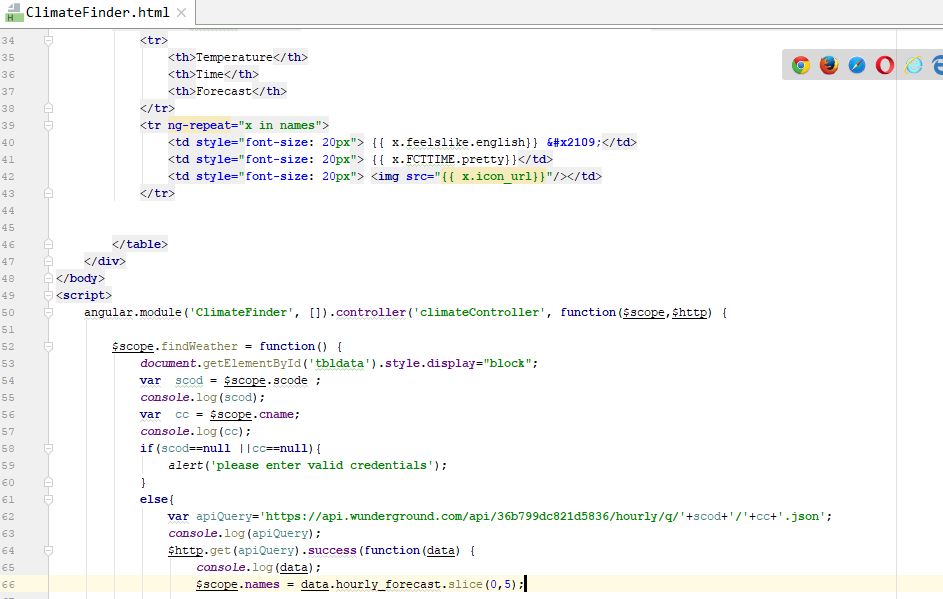 ClimateFinder.html
34 <tr>
35 <th>Temperature</th>
36 <th>Time</th>
37 <th>Forecast</th>
38 </tr>
39 <tr ng-repeat="x in names">
40 <td style="font-size: 20px"> {{ x.feelslike.english}} &#x2109;</td>
41 <td style="font-size: 20px"> {{ x.FCTTIME.pretty}}</td>
42 <td style="font-size: 20px"> <img src="{{ x.icon_url}}"/></td>
43 </tr>
44
45
46 </table>
47 </div>
48 </body>
49 <script>
50 angular.module('ClimateFinder', []).controller('climateController', function($scope,$http) {
51
52 $scope.findWeather = function() {
53 document.getElementById('tbldata').style.display="block";
54 var scod = $scope.scode ;
55 console.log(scod);
56 var cc = $scope.cname;
57 console.log(cc);
58 if(scod==null ||cc==null){
59 alert('please enter valid credentials');
60 }
61 else{
62 var apiQuery='https://api.wunderground.com/api/36b799dc821d5836/hourly/q/'+scod+'/'+cc+'.json';
63 console.log(apiQuery);
64 $http.get(apiQuery).success(function(data) {
65 console.log(data);
66 $scope.names = data.hourly_forecast.slice(0,5);